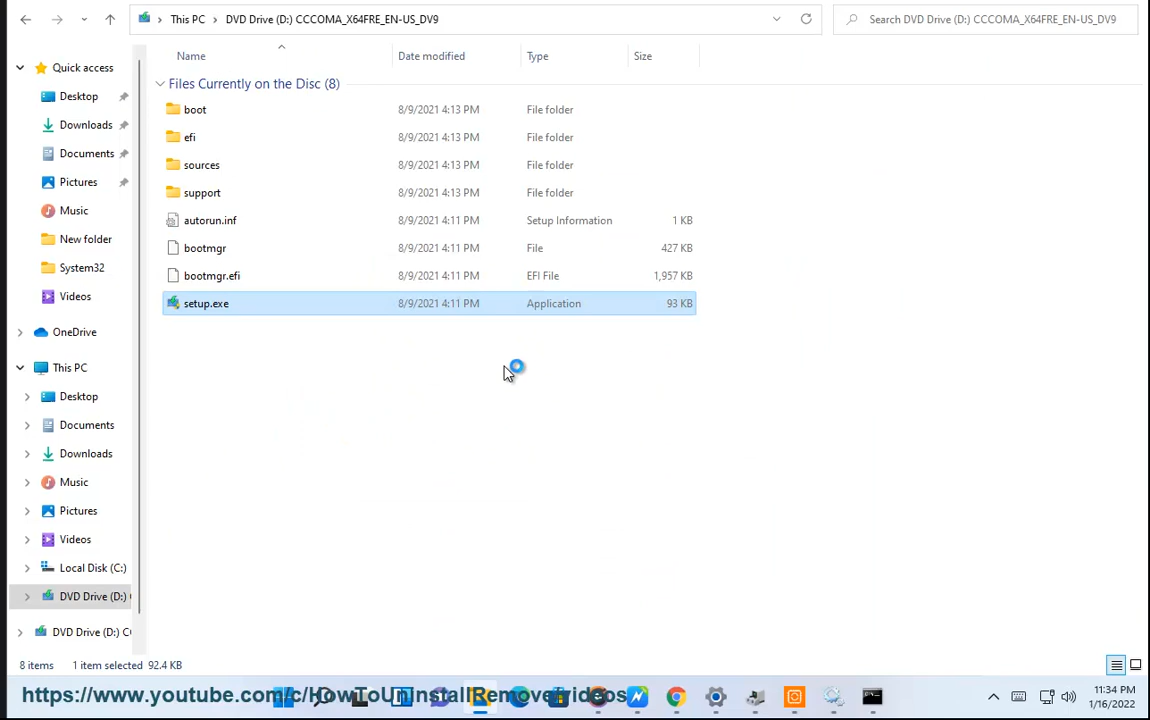 This PC › DVD Drive (D:) CCCOMA_X64FRE_EN-US_DV9
Search DVD Drive (D:) CCCOMA_X64FRE_EN-US_DV9
Name Date modified Type Size
Quick access
Files Currently on the Disc (8)
Desktop
boot 8/9/2021 4:13 PM File folder
Downloads
efi 8/9/2021 4:13 PM File folder
Documents
sources 8/9/2021 4:13 PM File folder
Pictures
support 8/9/2021 4:13 PM File folder
Music
autorun.inf 8/9/2021 4:11 PM Setup Information 1 KB
New folder
bootmgr 8/9/2021 4:11 PM File 427 KB
System32
bootmgr.efi 8/9/2021 4:11 PM EFI File 1,957 KB
Videos
setup.exe 8/9/2021 4:11 PM Application 93 KB
OneDrive
This PC
Desktop
Documents
Downloads
Music
Pictures
Videos
Local Disk (C:)
DVD Drive (D:) (
DVD Drive (D:) CC
8 items 1 item selected 92.4 KB
https://www.youtube.com/c/HowToUninstallRemovevideos
11:34 PM
1/16/2022